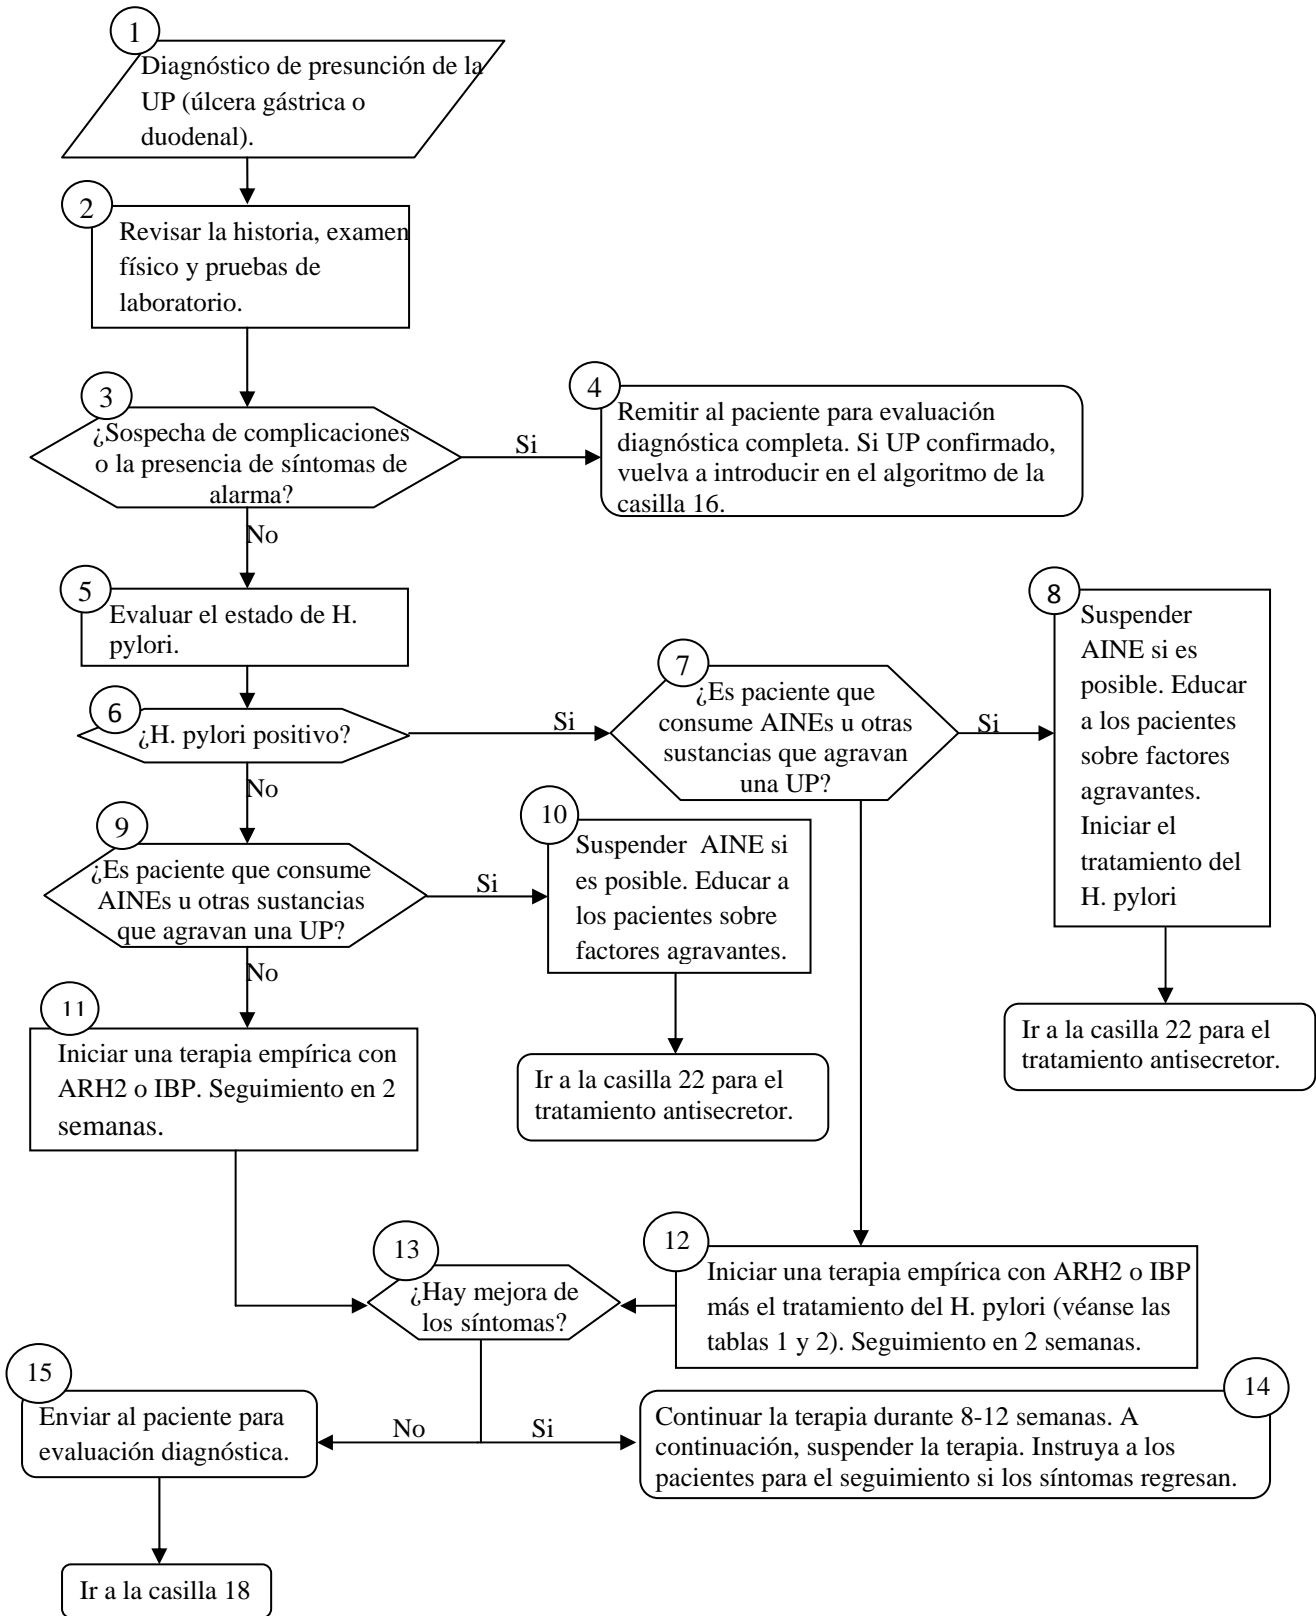 1
Diagnóstico de presunción de la
UP (úlcera gástrica o
duodenal).
2
Revisar la historia, examen
físico y pruebas de
laboratorio.
3
¿Sospecha de complicaciones
o la presencia de síntomas de
alarma?
Si
4
Remitir al paciente para evaluación
diagnóstica completa. Si UP confirmado,
vuelva a introducir en el algoritmo de la
casilla 16.
No
5
Evaluar el estado de H.
pylori.
6
¿H. pylori positivo?
Si
7
¿Es paciente que
consume AINEs u otras
sustancias que agravan
una UP?
Si
8
Suspender
AINE si es
posible. Educar
a los pacientes
sobre factores
agravantes.
Iniciar el
tratamiento del
H. pylori
No
9
¿Es paciente que consume
AINEs u otras sustancias
que agravan una UP?
Si
10
Suspender AINE si
es posible. Educar a
los pacientes sobre
factores agravantes.
No
11
Iniciar una terapia empírica con
ARH2 o IBP. Seguimiento en 2
semanas.
Ir a la casilla 22 para el
tratamiento antisecretor.
Ir a la casilla 22 para el
tratamiento antisecretor.
12
Iniciar una terapia empírica con ARH2 o IBP
más el tratamiento del H. pylori (véanse las
tablas 1 y 2). Seguimiento en 2 semanas.
13
¿Hay mejora de
los síntomas?
No
Si
14
Continuar la terapia durante 8-12 semanas. A
continuación, suspender la terapia. Instruya a los
pacientes para el seguimiento si los síntomas regresan.
15
Enviar al paciente para
evaluación diagnóstica.
Ir a la casilla 18